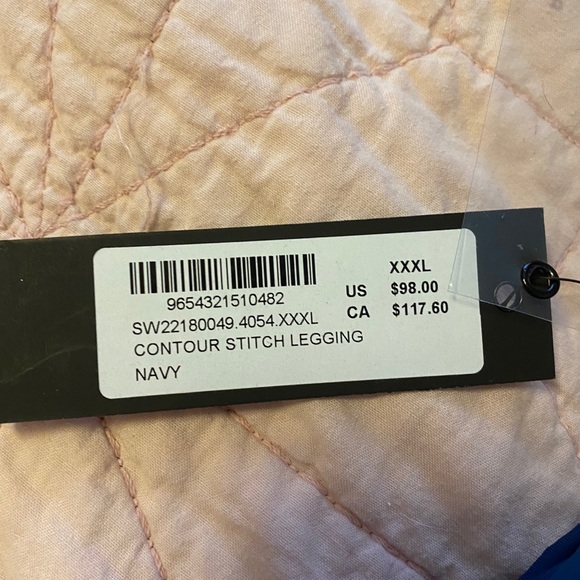 XXXL
9654321510482
US $98.00
SW22180049.4054.XXXL
CA $117.60
CONTOUR STITCH LEGGING
NAVY